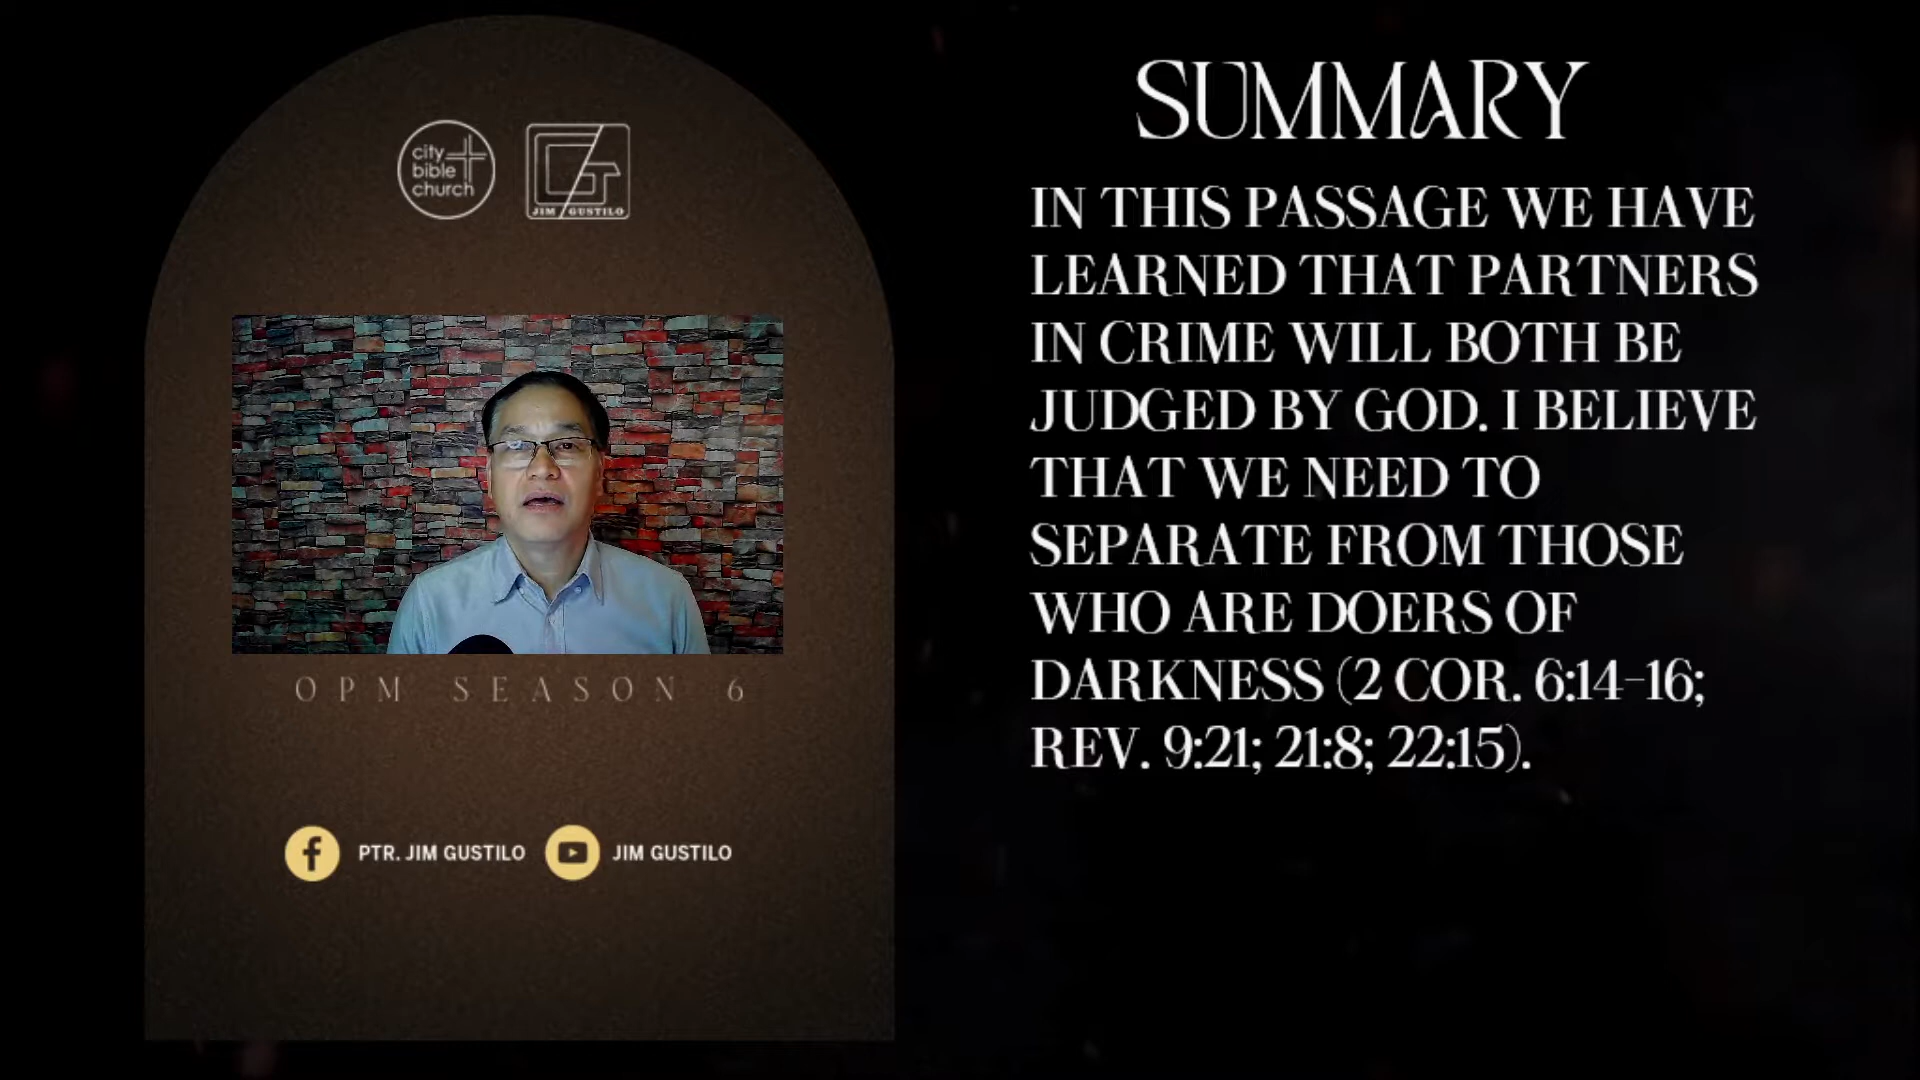 city
bible
church
JIM GUSTILO
OPM SEASON 6
PTR. JIM GUSTILO
JIM GUSTILO
SUMMARY
IN THIS PASSAGE WE HAVE
LEARNED THAT PARTNERS
IN CRIME WILL BOTH BE
JUDGED BY GOD. I BELIEVE
THAT WE NEED TO
SEPARATE FROM THOSE
WHO ARE DOERS OF
DARKNESS (2 COR. 6:14-16;
REV. 9:21; 21:8; 22:15).